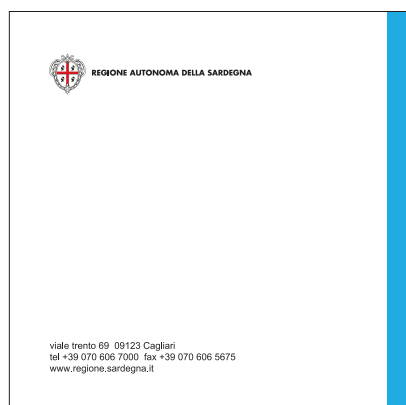 REGIONE AUTONOMA DELLA SARDEGNA
viale trento 69 09123 Cagliari
tel +39 070 606 7000 fax +39 070 606 5675
www.regione.sardegna.it